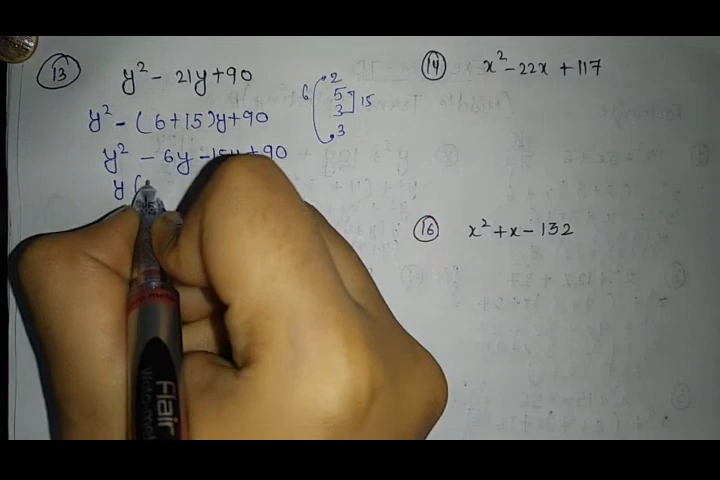 13 y² - 21y + 90
y² - (6 + 15)y + 90
y² - 6y - 15y + 90
y (
2
5
3
3
6
15
14 x² - 22x + 117
16 x² + x - 132
Flair